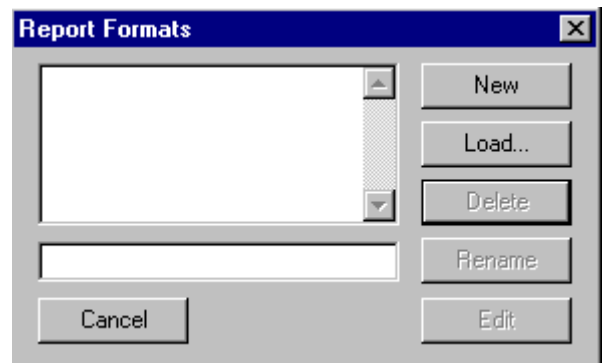 Report Formats
New
Load...
Delete
Rename
Cancel
Edit